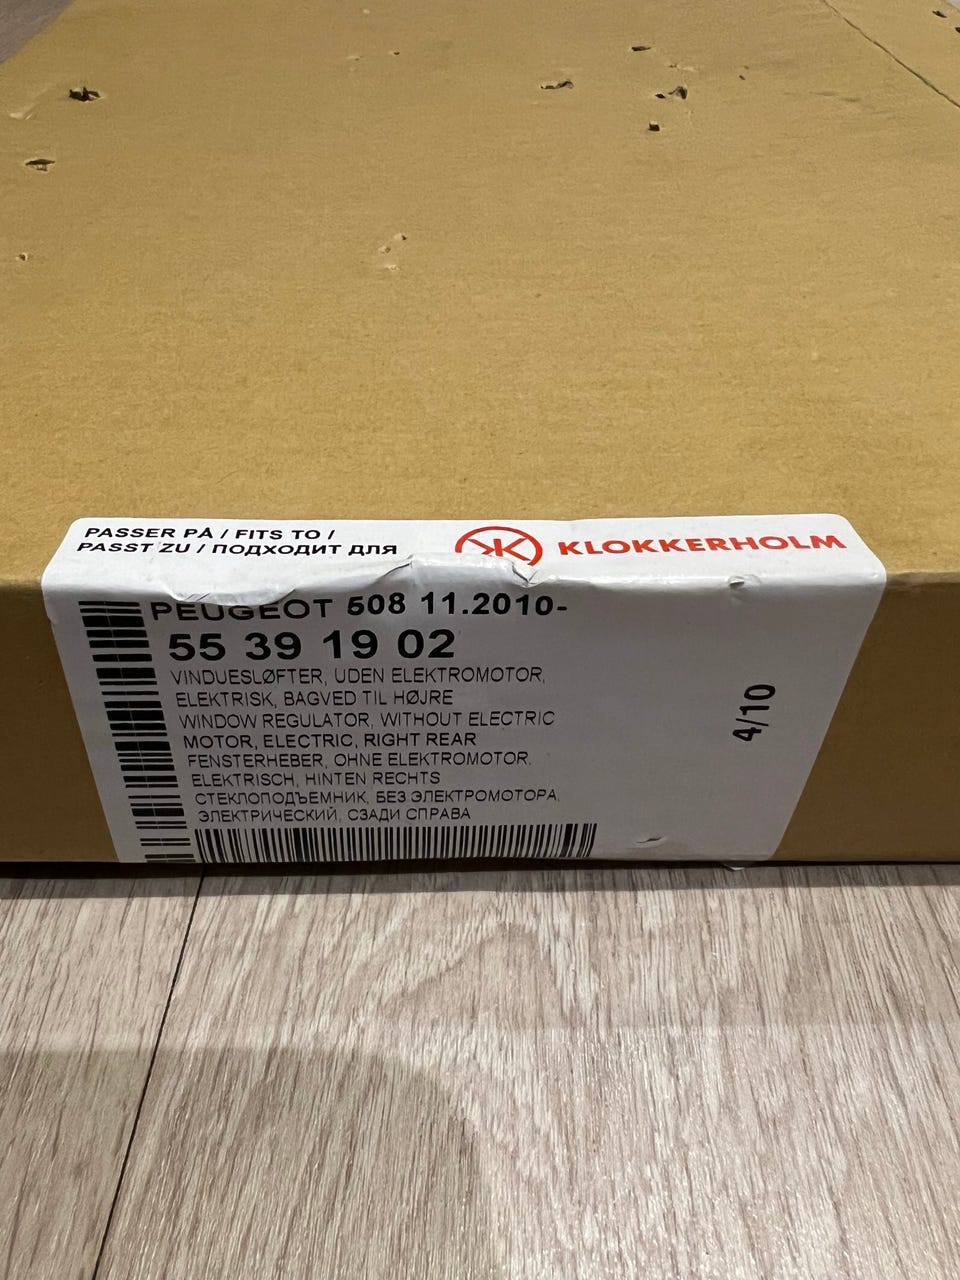 PASSER PÅ / FITS TO /
PASST ZU / ПОДХОДИТ ДЛЯ
KLOKKERHOLM
PEUGEOT 508 11.2010-
55 39 19 02
VINDUESLØFTER, UDEN ELEKTROMOTOR,
ELEKTRISK, BAGVED TIL HØJRE
WINDOW REGULATOR, WITHOUT ELECTRIC
MOTOR, ELECTRIC, RIGHT REAR
FENSTERHEBER, OHNE ELEKTROMOTOR,
ELEKTRISCH, HINTEN RECHTS
СТЕКЛОПОДЪЕМНИК, БЕЗ ЭЛЕКТРОМОТОРА,
ЭЛЕКТРИЧЕСКИЙ, СЗАДИ СПРАВА
4/10